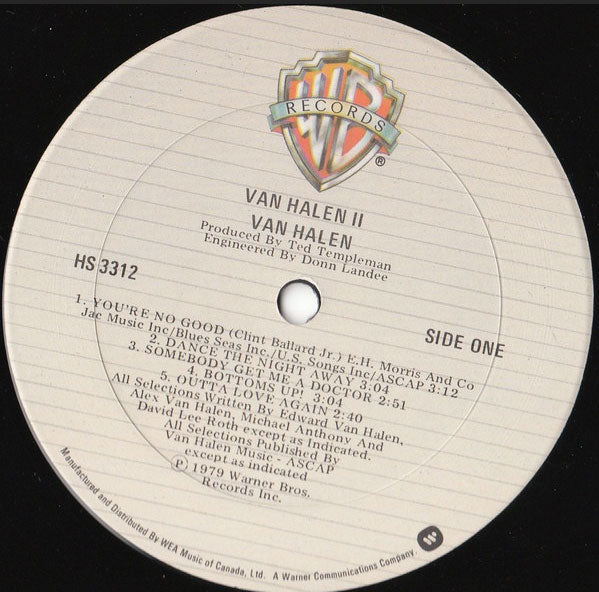 WB
RECORDS
®
VAN HALEN II
VAN HALEN
Produced By Ted Templeman
Engineered By Donn Landee
HS 3312
SIDE ONE
1. YOU'RE NO GOOD (Clint Ballard Jr.) E.H. Morris And Co
Jac Music Inc/Blues Seas Inc./U.S. Songs Inc/ASCAP 3:12
2. DANCE THE NIGHT AWAY 3:04
3. SOMEBODY GET ME A DOCTOR 2:51
4. BOTTOMS UP! 3:04
5. OUTTA LOVE AGAIN 2:40
All Selections Written By Edward Van Halen,
Alex Van Halen, Michael Anthony And
David Lee Roth except as Indicated.
All Selections Published By
Van Halen Music - ASCAP
except as indicated
Ⓟ 1979 Warner Bros.
Records Inc.
Manufactured and Distributed By WEA Music of Canada, Ltd. A Warner Communications Company.